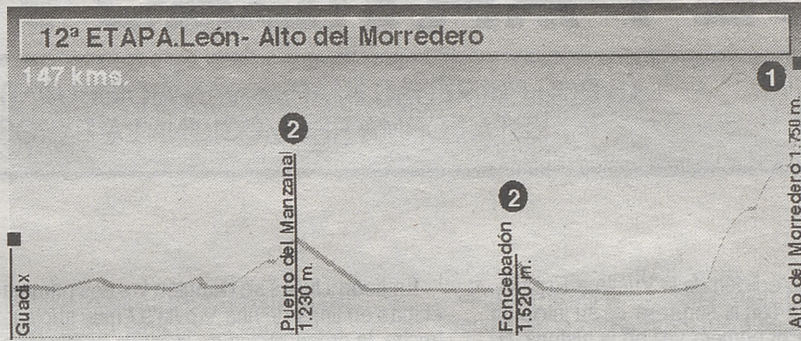 12ª ETAPA.León- Alto del Morredero
147 kms.
Guadix
2
Puerto del Manzanal
1.230 m.
2
Foncebadón
1.520 m.
1
Alto del Morredero 1.750 m.